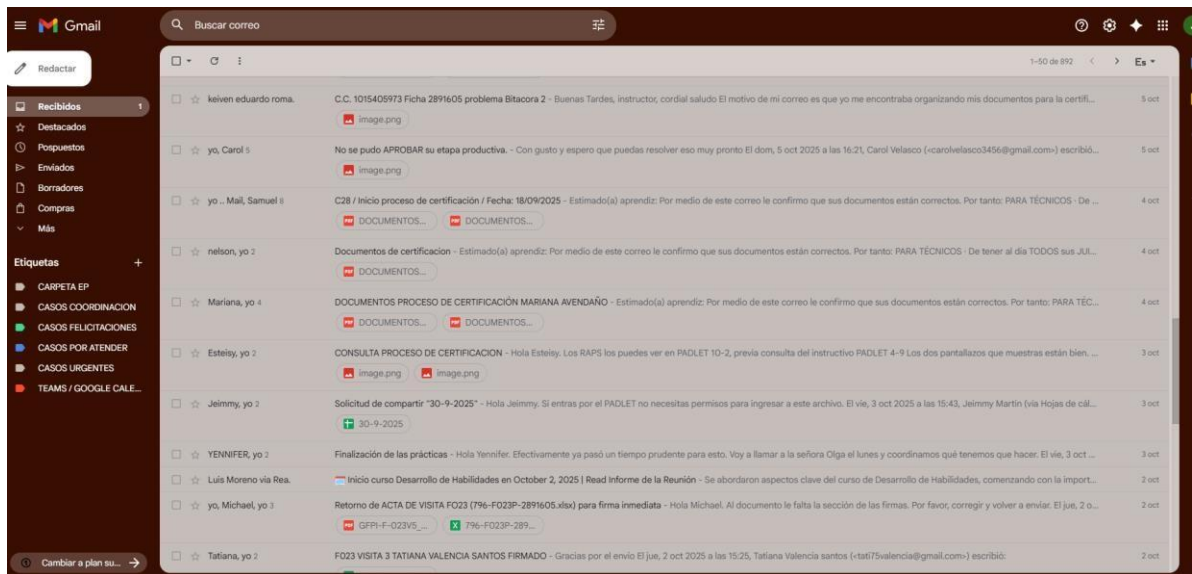 Gmail
Buscar correo
Redactar
1–50 de 892
Es
Recibidos 1
Destacados
Pospuestos
Enviados
Borradores
Compras
Más
Etiquetas +
CARPETA EP
CASOS COORDINACION
CASOS FELICITACIONES
CASOS POR ATENDER
CASOS URGENTES
TEAMS / GOOGLE CALE...
Cambiar a plan su...
keiven eduardo roma. C.C. 1015405973 Ficha 2891605 problema Bitacora 2 - Buenas Tardes, instructor, cordial saludo El motivo de mi correo es que yo me encontraba organizando mis documentos para la certifi... 5 oct
image.png
yo, Carol 5 No se pudo APROBAR su etapa productiva. - Con gusto y espero que puedas resolver eso muy pronto El dom, 5 oct 2025 a las 16:21, Carol Velasco (<carolvelasco3456@gmail.com>) escribió... 5 oct
image.png
yo .. Mail, Samuel 8 C28 / Inicio proceso de certificación / Fecha: 18/09/2025 - Estimado(a) aprendiz: Por medio de este correo le confirmo que sus documentos están correctos. Por tanto: PARA TÉCNICOS · De ... 4 oct
DOCUMENTOS... DOCUMENTOS...
nelson, yo 2 Documentos de certificacion - Estimado(a) aprendiz: Por medio de este correo le confirmo que sus documentos están correctos. Por tanto: PARA TÉCNICOS · De tener al día TODOS sus JUI... 4 oct
DOCUMENTOS...
Mariana, yo 4 DOCUMENTOS PROCESO DE CERTIFICACIÓN MARIANA AVENDAÑO - Estimado(a) aprendiz: Por medio de este correo le confirmo que sus documentos están correctos. Por tanto: PARA TÉC... 4 oct
DOCUMENTOS... DOCUMENTOS...
Esteisy, yo 2 CONSULTA PROCESO DE CERTIFICACION - Hola Esteisy. Los RAPS los puedes ver en PADLET 10-2, previa consulta del instructivo PADLET 4-9 Los dos pantallazos que muestras están bien. ... 3 oct
image.png image.png
Jeimmy, yo 2 Solicitud de compartir "30-9-2025" - Hola Jeimmy. Si entras por el PADLET no necesitas permisos para ingresar a este archivo. El vie, 3 oct 2025 a las 15:43, Jeimmy Martin (vía Hojas de cál... 3 oct
30-9-2025
YENNIFER, yo 2 Finalización de las prácticas - Hola Yennifer. Efectivamente ya pasó un tiempo prudente para esto. Voy a llamar a la señora Olga el lunes y coordinamos qué tenemos que hacer. El vie, 3 oct ... 3 oct
Luis Moreno via Rea. Inicio curso Desarrollo de Habilidades en October 2, 2025 | Read Informe de la Reunión - Se abordaron aspectos clave del curso de Desarrollo de Habilidades, comenzando con la import... 2 oct
yo, Michael, yo 3 Retorno de ACTA DE VISITA FO23 (796-FO23P-2891605.xlsx) para firma inmediata - Hola Michael. Al documento le falta la sección de las firmas. Por favor, corregir y volver a enviar. El jue, 2 o... 2 oct
GFPI-F-023V5_... 796-F023P-289...
Tatiana, yo 2 F023 VISITA 3 TATIANA VALENCIA SANTOS FIRMADO - Gracias por el envío El jue, 2 oct 2025 a las 15:25, Tatiana Valencia santos (<tati75valencia@gmail.com>) escribió: 2 oct